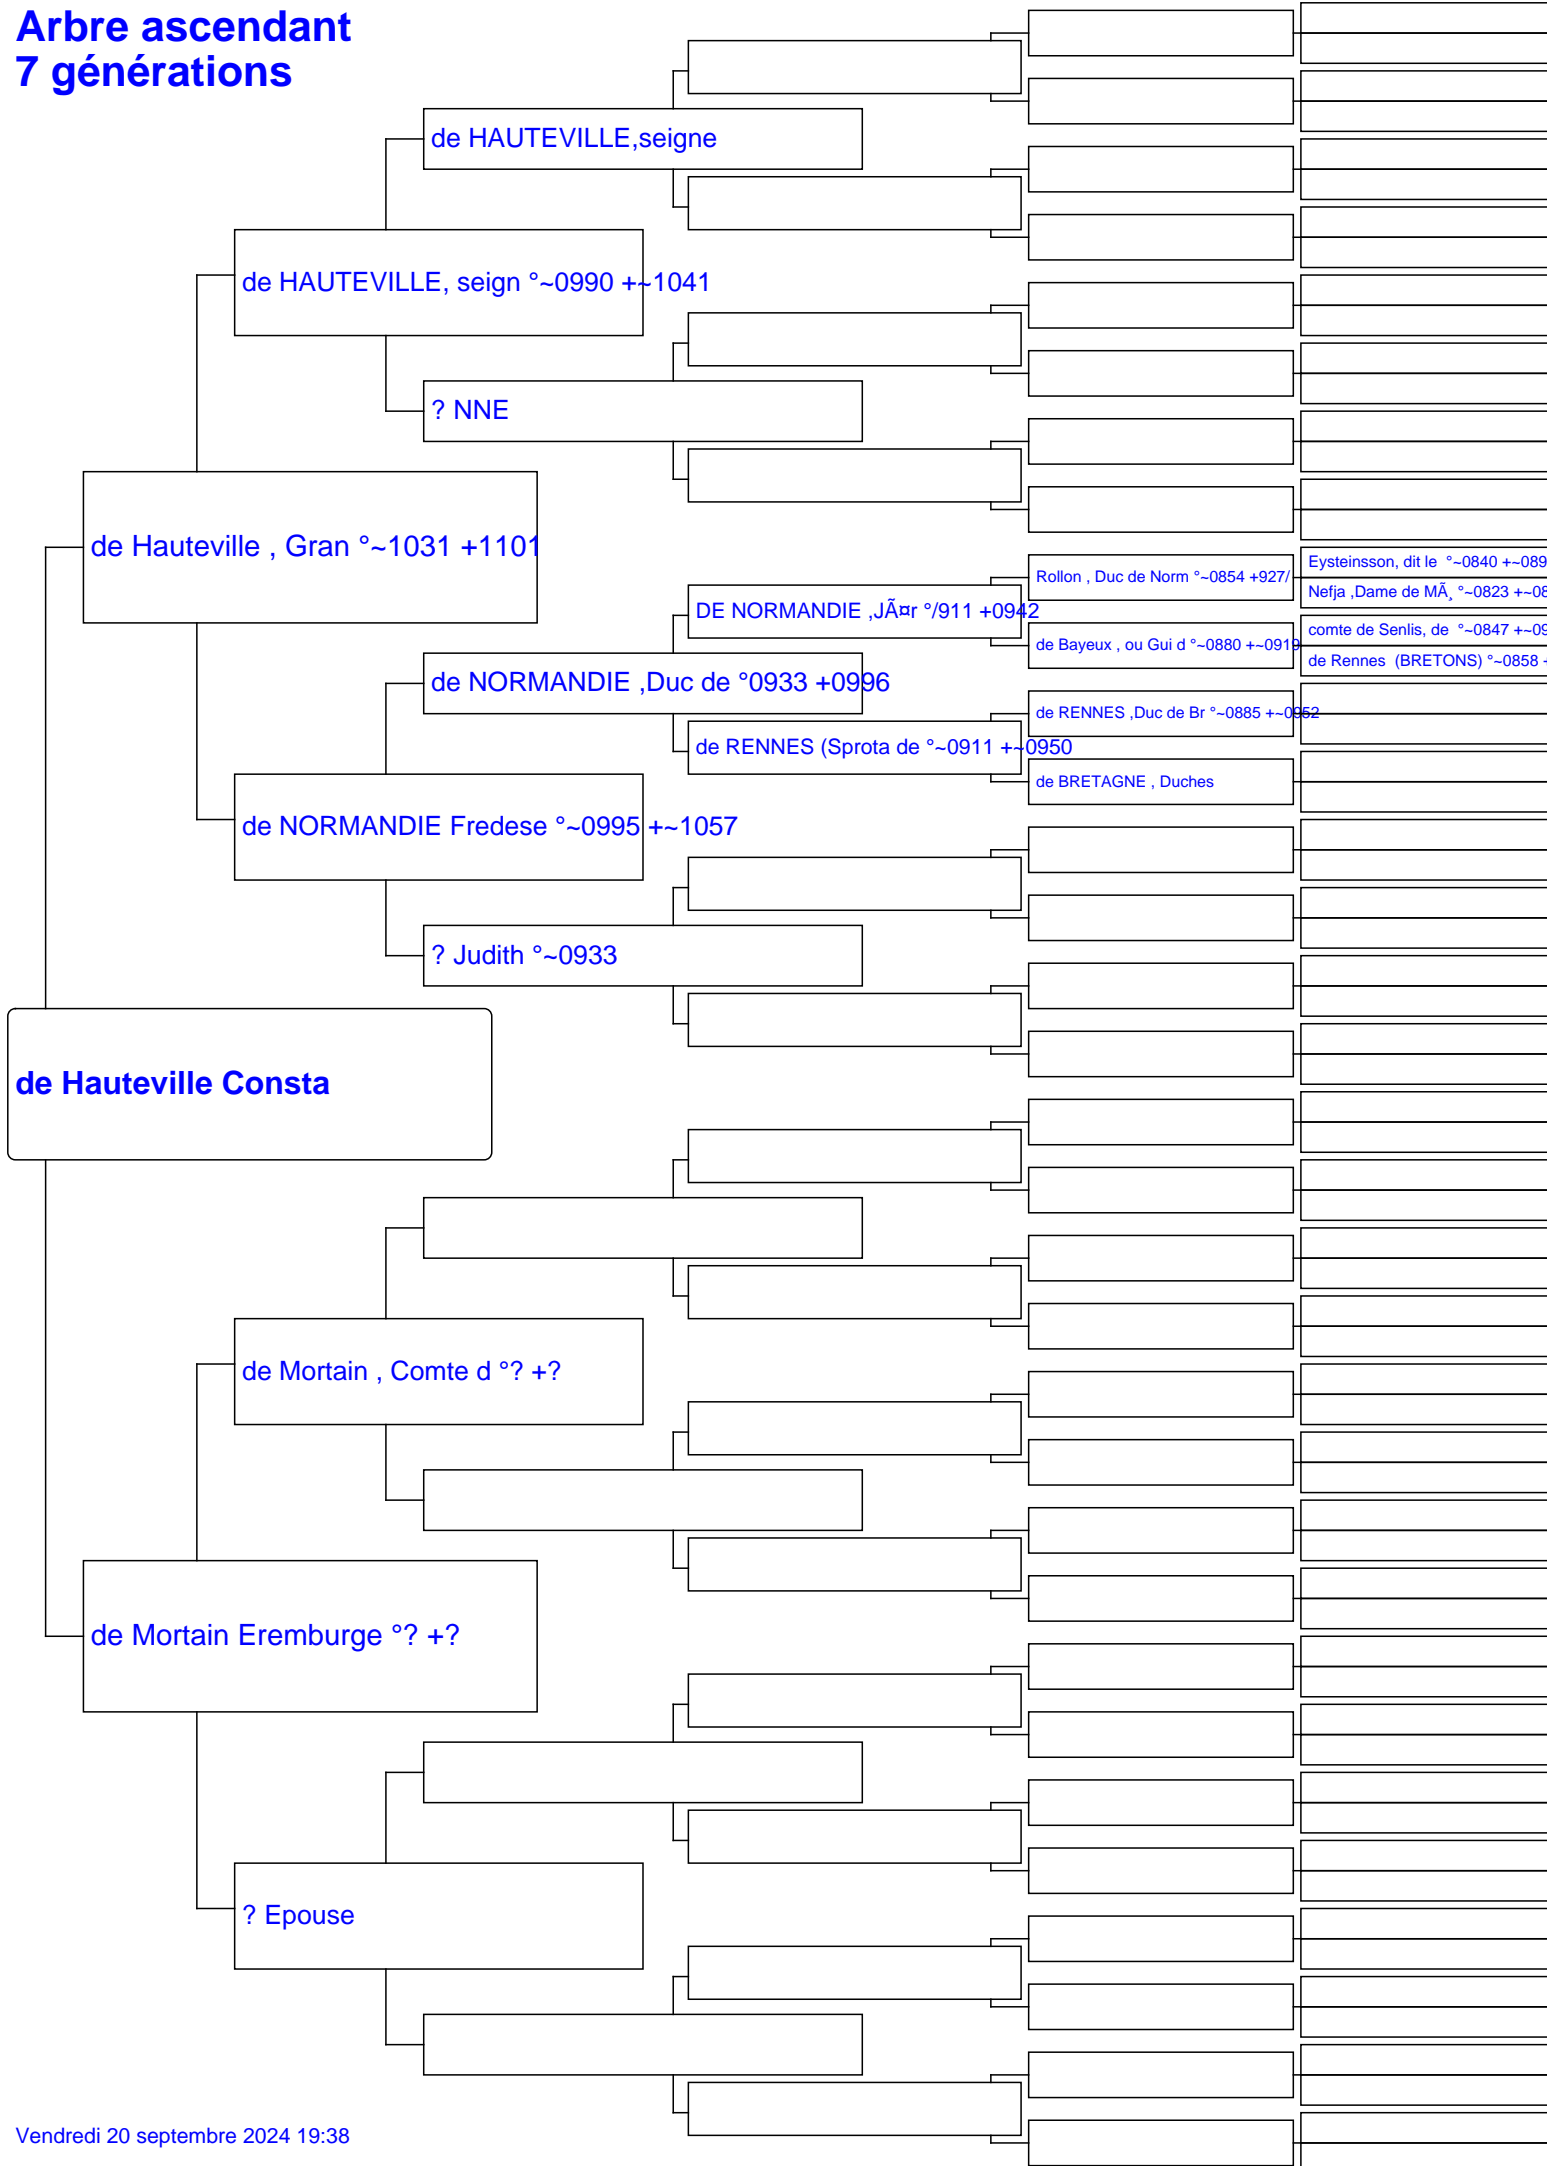 Arbre ascendant
7 générations
de HAUTEVILLE,seigne
de HAUTEVILLE, seign °~0990 +~1041
? NNE
de Hauteville , Gran °~1031 +1101
Rollon , Duc de Norm °~0854 +927/
Eysteinsson, dit le °~0840 +~089
Nefja ,Dame de MÃ¸ °~0823 +~08
DE NORMANDIE ,JÃ¤r °/911 +0942
de Bayeux , ou Gui d °~0880 +~0919
comte de Senlis, de °~0847 +~09
de Rennes (BRETONS) °~0858 +
de NORMANDIE ,Duc de °0933 +0996
de RENNES ,Duc de Br °~0885 +~0952
de RENNES (Sprota de °~0911 +~0950
de BRETAGNE , Duches
de NORMANDIE Fredese °~0995 +~1057
? Judith °~0933
de Hauteville Consta
de Mortain , Comte d °? +?
de Mortain Eremburge °? +?
? Epouse
Vendredi 20 septembre 2024 19:38